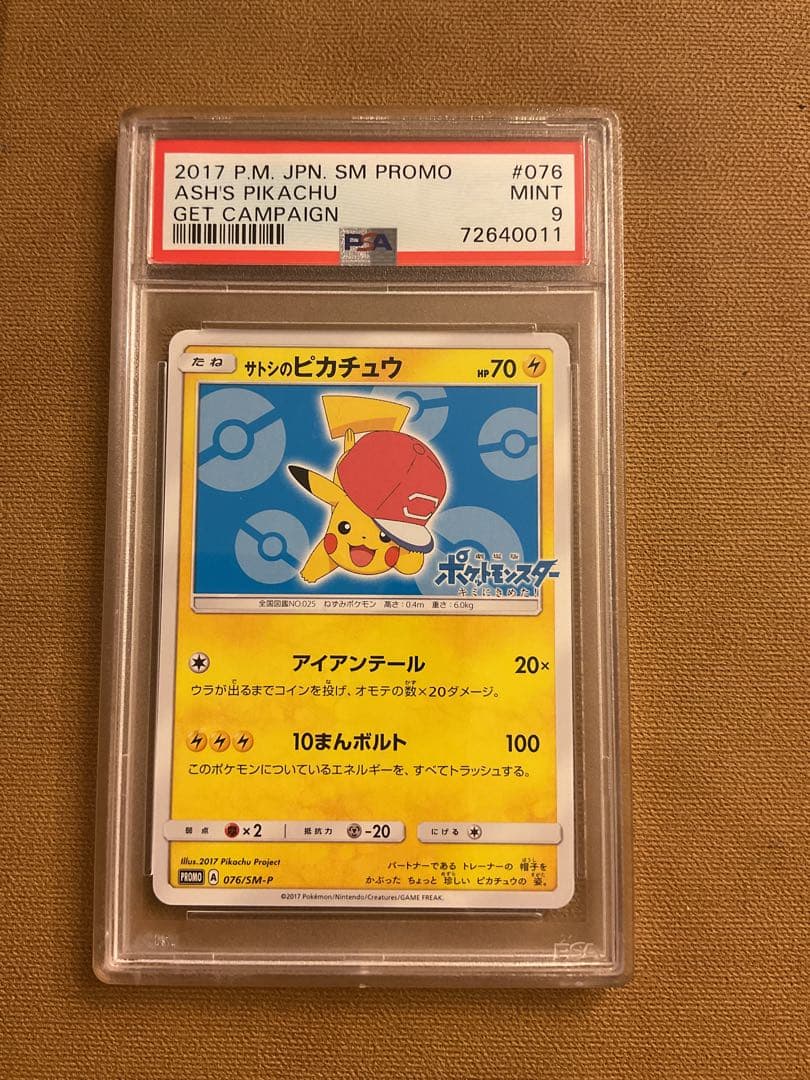 2017 P.M. JPN. SM PROMO #076
ASH'S PIKACHU MINT
GET CAMPAIGN 9
PSA 72640011
たね サトシのピカチュウ HP70
劇場版
ポケットモンスター
キミにきめた!
全国図鑑NO.025 ねずみポケモン 高さ:0.4m 重さ:6.0kg
アイアンテール 20×
ウラが出るまでコインを投げ、オモテの数×20ダメージ。
10まんボルト 100
このポケモンについているエネルギーを、すべてトラッシュする。
弱点 ×2 抵抗力 -20 にげる
Illus.2017 Pikachu Project
PROMO A 076/SM-P
パートナーである トレーナーの 帽子を
かぶった ちょっと 珍しい ピカチュウの 姿。
©2017 Pokémon/Nintendo/Creatures/GAME FREAK.